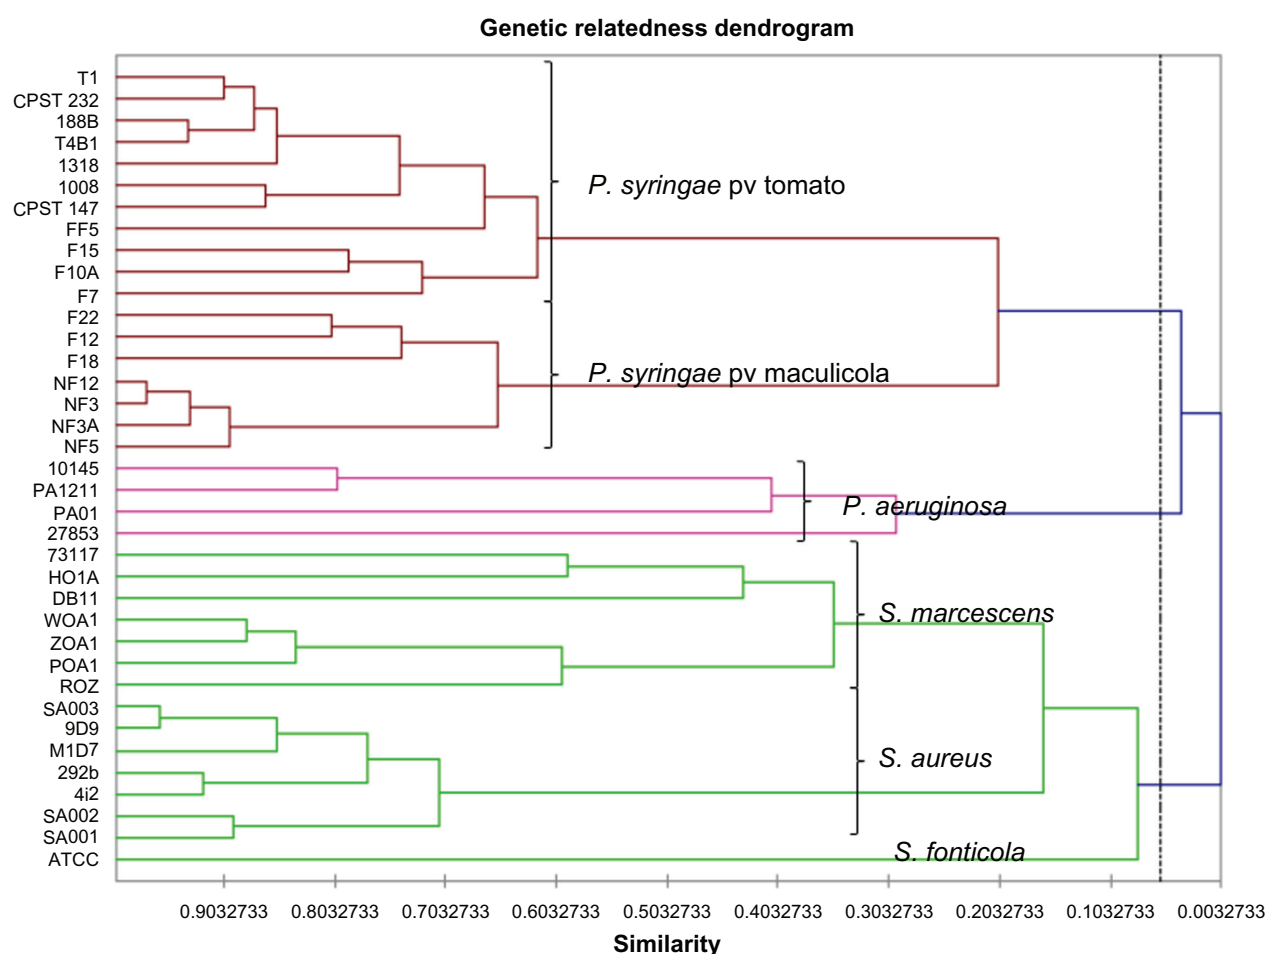 Genetic relatedness dendrogram
T1
CPST 232
188B
T4B1
1318
1008
CPST 147
P. syringae pv tomato
FF5
F15
F10A
F7
F22
F12
F18
P. syringae pv maculicola
NF12
NF3
NF3A
NF5
10145
PA1211
PA01
P. aeruginosa
27853
73117
HO1A
DB11
S. marcescens
WOA1
ZOA1
POA1
ROZ
SA003
9D9
M1D7
S. aureus
292b
4i2
SA002
SA001
S. fonticola
ATCC
0.9032733 0.8032733 0.7032733 0.6032733 0.5032733 0.4032733 0.3032733 0.2032733 0.1032733 0.0032733
Similarity